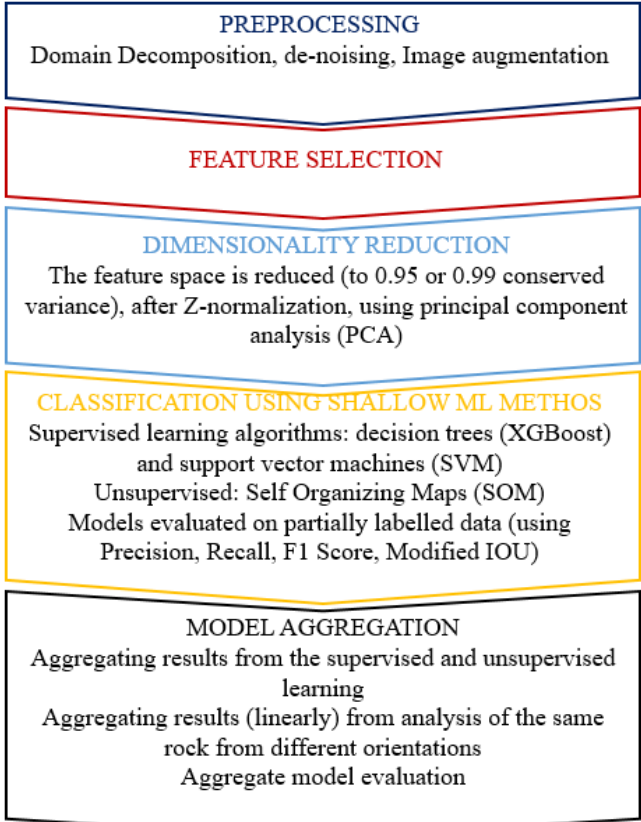 PREPROCESSING
Domain Decomposition, de-noising, Image augmentation
FEATURE SELECTION
DIMENSIONALITY REDUCTION
The feature space is reduced (to 0.95 or 0.99 conserved
variance), after Z-normalization, using principal component
analysis (PCA)
CLASSIFICATION USING SHALLOW ML METHOS
Supervised learning algorithms: decision trees (XGBoost)
and support vector machines (SVM)
Unsupervised: Self Organizing Maps (SOM)
Models evaluated on partially labelled data (using
Precision, Recall, F1 Score, Modified IOU)
MODEL AGGREGATION
Aggregating results from the supervised and unsupervised
learning
Aggregating results (linearly) from analysis of the same
rock from different orientations
Aggregate model evaluation